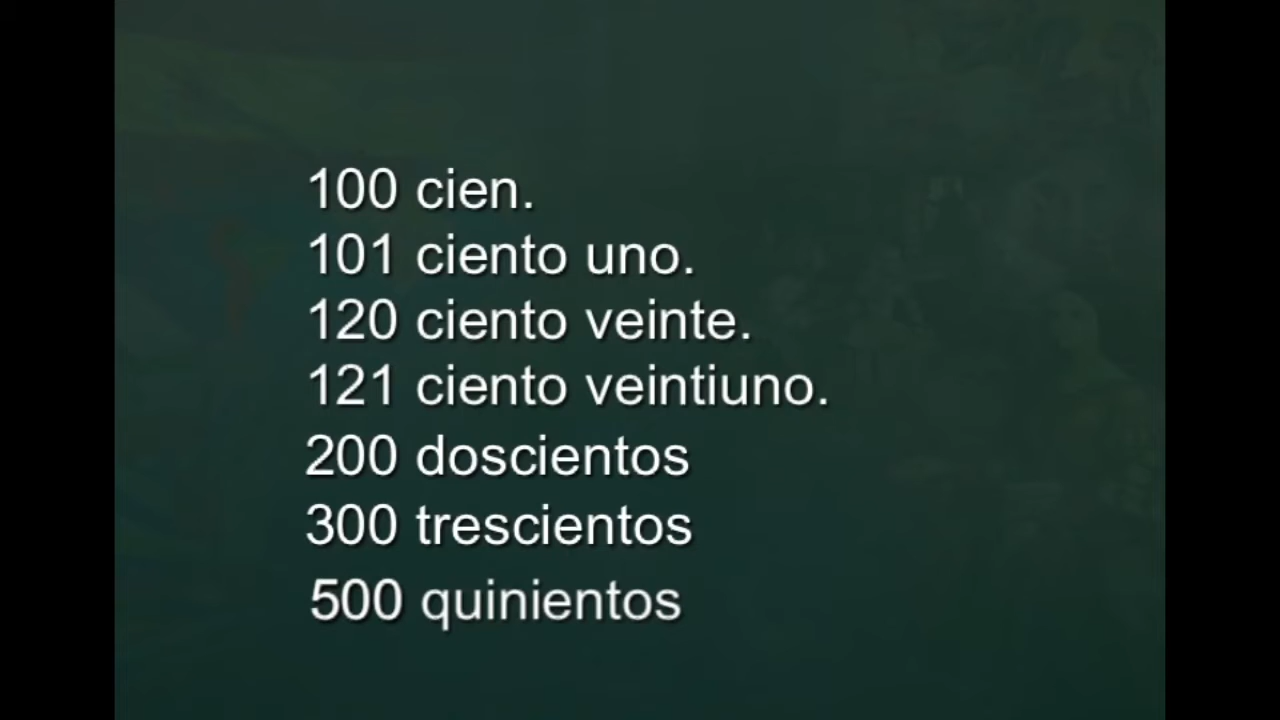 100 cien.
101 ciento uno.
120 ciento veinte.
121 ciento veintiuno.
200 doscientos
300 trescientos
500 quinientos